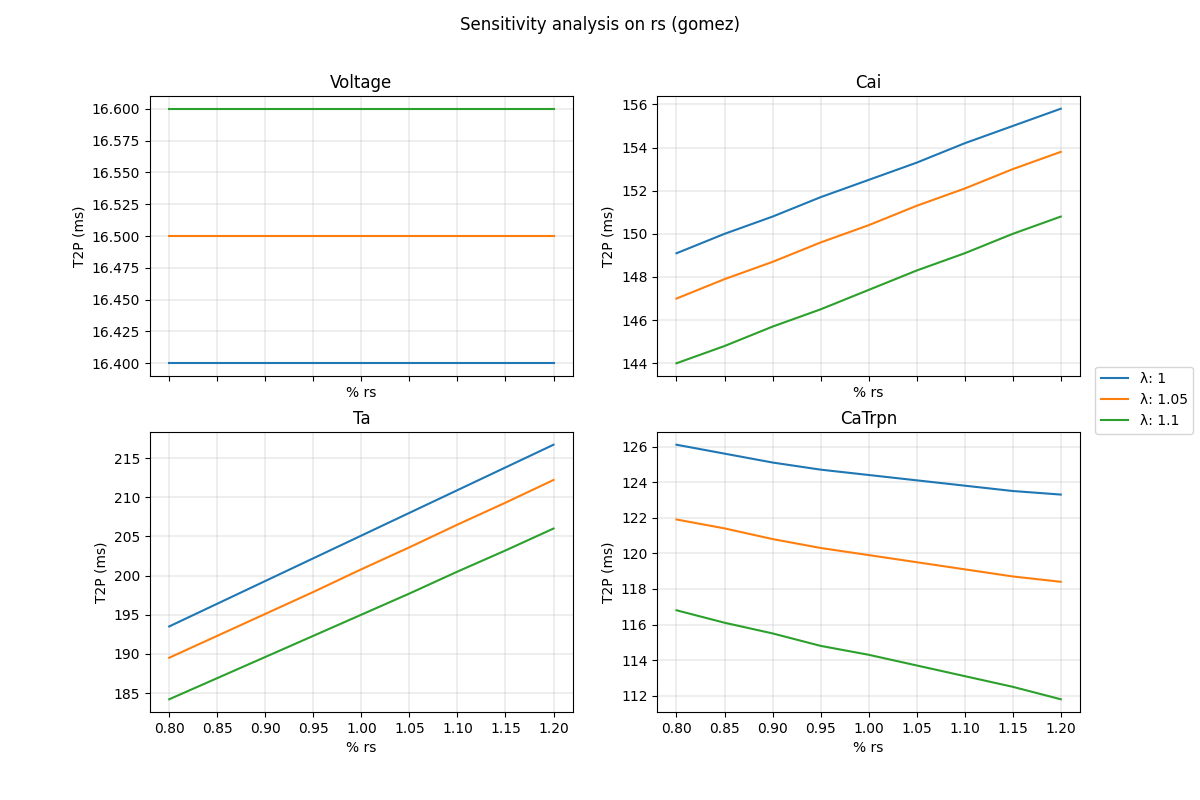 Sensitivity analysis on rs (gomez)
Voltage
T2P (ms)
16.600
16.575
16.550
16.525
16.500
16.475
16.450
16.425
16.400
% rs
Cai
T2P (ms)
156
154
152
150
148
146
144
% rs
λ: 1
λ: 1.05
λ: 1.1
Ta
T2P (ms)
215
210
205
200
195
190
185
0.80 0.85 0.90 0.95 1.00 1.05 1.10 1.15 1.20
% rs
CaTrpn
T2P (ms)
126
124
122
120
118
116
114
112
0.80 0.85 0.90 0.95 1.00 1.05 1.10 1.15 1.20
% rs